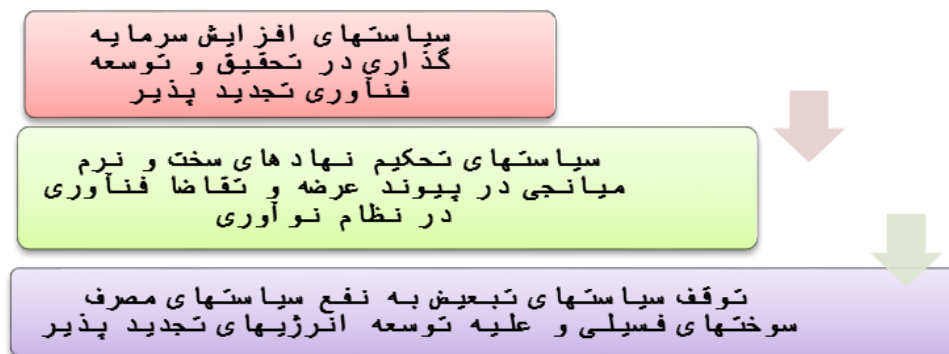 سیاستهای افزایش سرمایه
گذاری در تحقیق و توسعه
فنآوری تجدید پذیر
سیاستهای تحکیم نهادهای سخت و نرم
میانجی در پیوند عرضه و تقاضا فنآوری
در نظام نوآوری
توقف سیاستهای تبعیض به نفع سیاستهای مصرف
سوختهای فسیلی و علیه توسعه انرژیهای تجدید پذیر